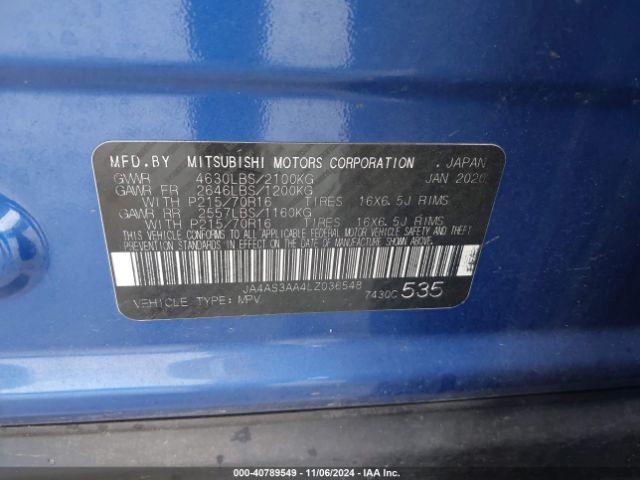 MFD.BY MITSUBISHI MOTORS CORPORATION . JAPAN
GVWR 4630LBS/2100KG JAN 2020
GAWR FR 2646LBS/1200KG
WITH P215/70R16 TIRES 16X6.5J RIMS
GAWR RR 2557LBS/1160KG
WITH P215/70R16 TIRES 16X6.5J RIMS
THIS VEHICLE CONFORMS TO ALL APPLICABLE FEDERAL MOTOR VEHICLE SAFETY AND THEFT
PREVENTION STANDARDS IN EFFECT ON THE DATE OF MANUFACTURE SHOWN ABOVE.
JA4AS3AA4LZ036548
VEHICLE TYPE: MPV 7430C 535
000-40789549 - 11/06/2024 - IAA Inc.